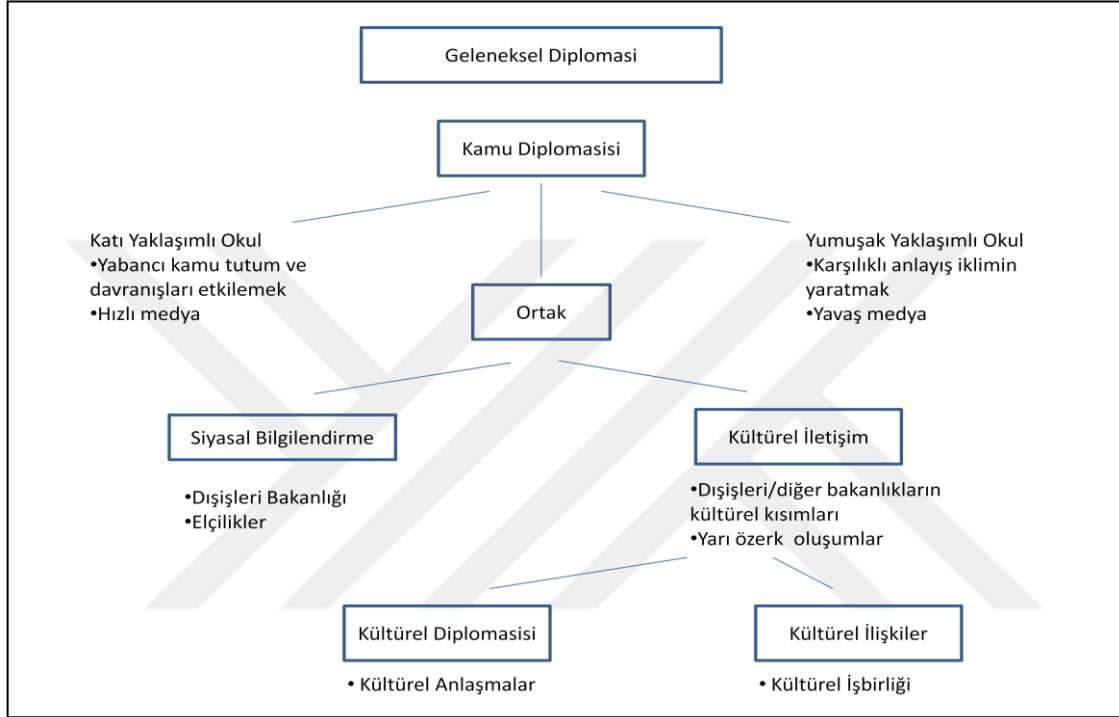 Geleneksel Diplomasi
Kamu Diplomasisi
Katı Yaklaşımlı Okul
•Yabancı kamu tutum ve
davranışları etkilemek
•Hızlı medya
Yumuşak Yaklaşımlı Okul
•Karşılıklı anlayış iklimin
yaratmak
•Yavaş medya
Ortak
Siyasal Bilgilendirme
Kültürel İletişim
•Dışişleri Bakanlığı
•Elçilikler
•Dışişleri/diğer bakanlıkların
kültürel kısımları
•Yarı özerk oluşumlar
Kültürel Diplomasisi
Kültürel İlişkiler
• Kültürel Anlaşmalar
• Kültürel İşbirliği